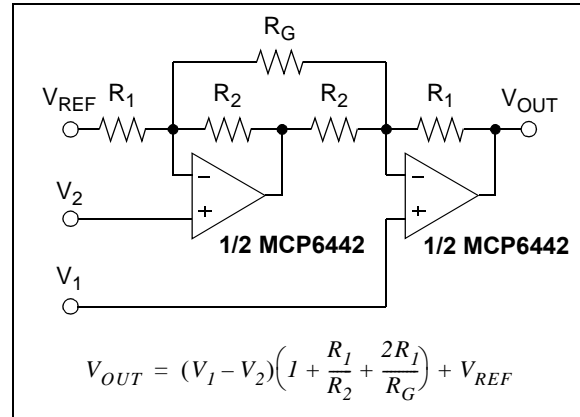 R_G
V_REF R_1 R_2 R_2 R_1 V_OUT
V_2
− + − +
1/2 MCP6442 1/2 MCP6442
V_1
V_OUT = (V_1 – V_2)(1 + R_1/R_2 + 2R_1/R_G) + V_REF